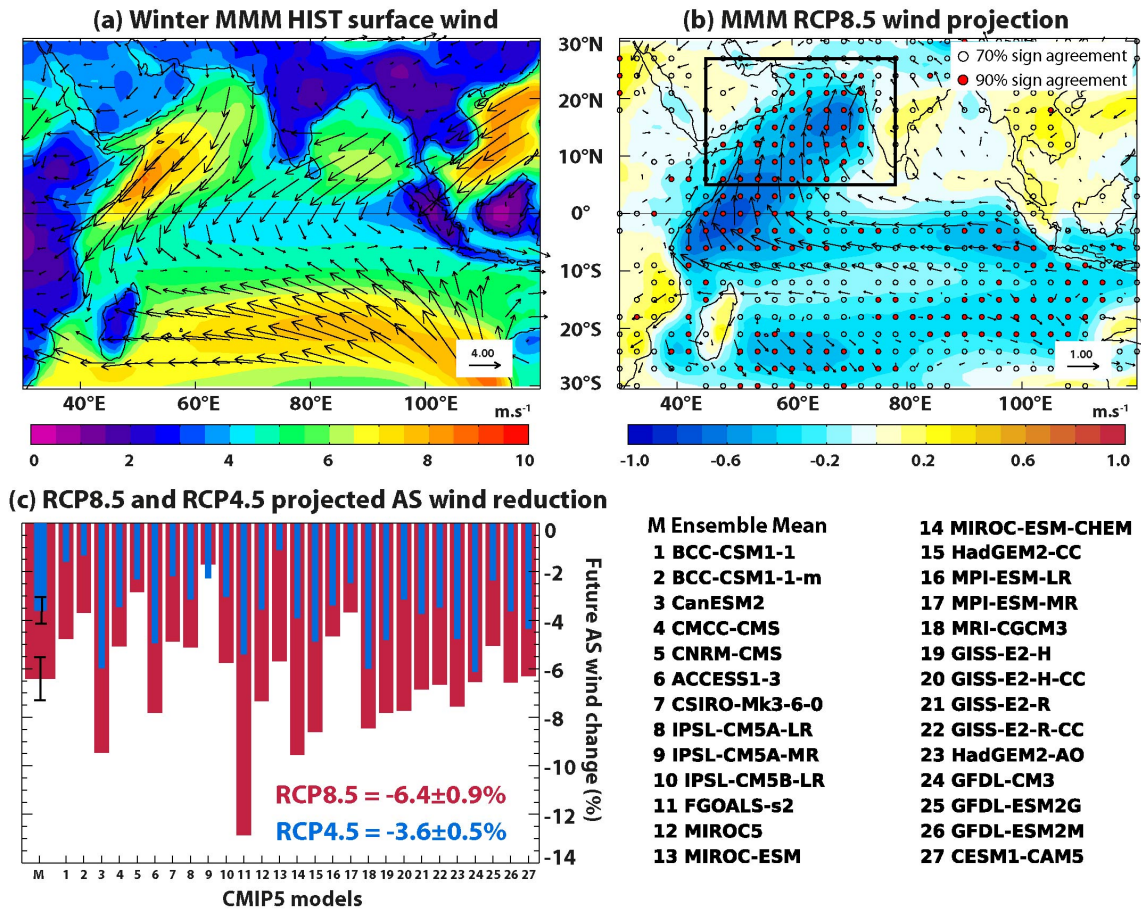 (a) Winter MMM HIST surface wind
4.00
40°E 60°E 80°E 100°E
m.s-1
0 2 4 6 8 10
30°N
20°N
10°N
0°
10°S
20°S
30°S
(b) MMM RCP8.5 wind projection
70% sign agreement
90% sign agreement
1.00
40°E 60°E 80°E 100°E
m.s-1
-1.0 -0.6 -0.2 0.2 0.6 1.0
(c) RCP8.5 and RCP4.5 projected AS wind reduction
0
-2
-4
-6
-8
-10
-12
-14
Future AS wind change (%)
RCP8.5 = -6.4±0.9%
RCP4.5 = -3.6±0.5%
M 1 2 3 4 5 6 7 8 9 10 11 12 13 14 15 16 17 18 19 20 21 22 23 24 25 26 27
CMIP5 models
M Ensemble Mean
1 BCC-CSM1-1
2 BCC-CSM1-1-m
3 CanESM2
4 CMCC-CMS
5 CNRM-CMS
6 ACCESS1-3
7 CSIRO-Mk3-6-0
8 IPSL-CM5A-LR
9 IPSL-CM5A-MR
10 IPSL-CM5B-LR
11 FGOALS-s2
12 MIROC5
13 MIROC-ESM
14 MIROC-ESM-CHEM
15 HadGEM2-CC
16 MPI-ESM-LR
17 MPI-ESM-MR
18 MRI-CGCM3
19 GISS-E2-H
20 GISS-E2-H-CC
21 GISS-E2-R
22 GISS-E2-R-CC
23 HadGEM2-AO
24 GFDL-CM3
25 GFDL-ESM2G
26 GFDL-ESM2M
27 CESM1-CAM5